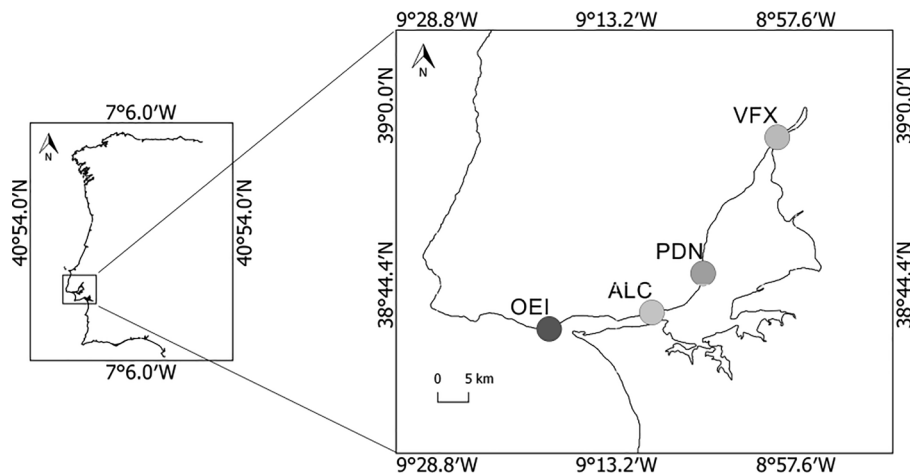 9°28.8'W 9°13.2'W 8°57.6'W
N
39°0.0'N 39°0.0'N
VFX
7°6.0'W
N
40°54.0'N 40°54.0'N
PDN
38°44.4'N 38°44.4'N
ALC
OEI
7°6.0'W
0 5 km
9°28.8'W 9°13.2'W 8°57.6'W